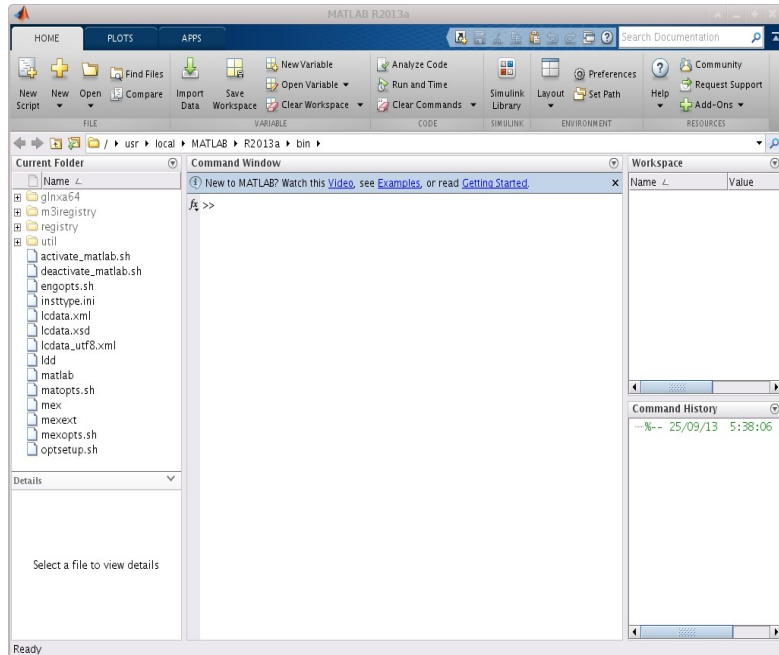 MATLAB R2013a
HOME PLOTS APPS Search Documentation
New Script
New
Open
Find Files
Compare
FILE
Import Data
Save Workspace
New Variable
Open Variable
Clear Workspace
VARIABLE
Analyze Code
Run and Time
Clear Commands
CODE
Simulink Library
SIMULINK
Layout
Preferences
Set Path
ENVIRONMENT
Help
Community
Request Support
Add-Ons
RESOURCES
/ usr local MATLAB R2013a bin
Current Folder
Name
glnxa64
m3iregistry
registry
util
activate_matlab.sh
deactivate_matlab.sh
engopts.sh
insttype.ini
lcdata.xml
lcdata.xsd
lcdata_utf8.xml
ldd
matlab
matopts.sh
mex
mexext
mexopts.sh
optsetup.sh
Details
Select a file to view details
Command Window
New to MATLAB? Watch this Video, see Examples, or read Getting Started. x
fx >>
Workspace
Name Value
Command History
%-- 25/09/13 5:38:06
Ready